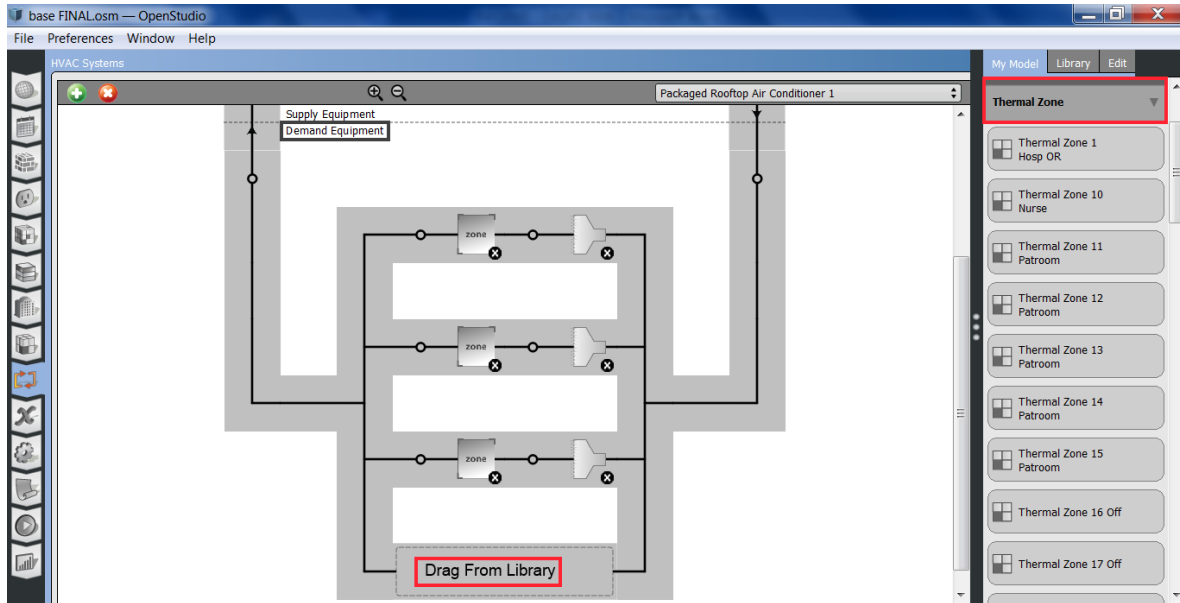 base FINAL.osm — OpenStudio
File Preferences Window Help
HVAC Systems
My Model Library Edit
Packaged Rooftop Air Conditioner 1
Thermal Zone
Supply Equipment
Demand Equipment
Thermal Zone 1
Hosp OR
zone
Thermal Zone 10
Nurse
Thermal Zone 11
Patroom
Thermal Zone 12
Patroom
zone
Thermal Zone 13
Patroom
Thermal Zone 14
Patroom
zone
Thermal Zone 15
Patroom
Thermal Zone 16 Off
Drag From Library
Thermal Zone 17 Off